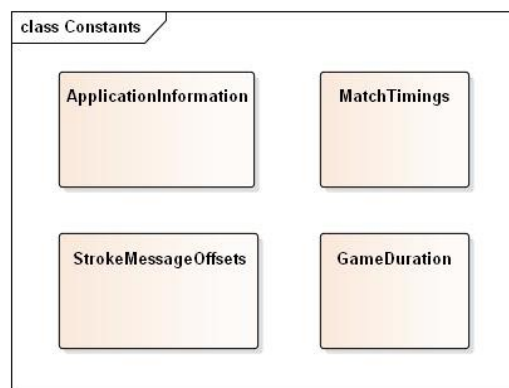 class Constants
ApplicationInformation
MatchTimings
StrokeMessageOffsets
GameDuration